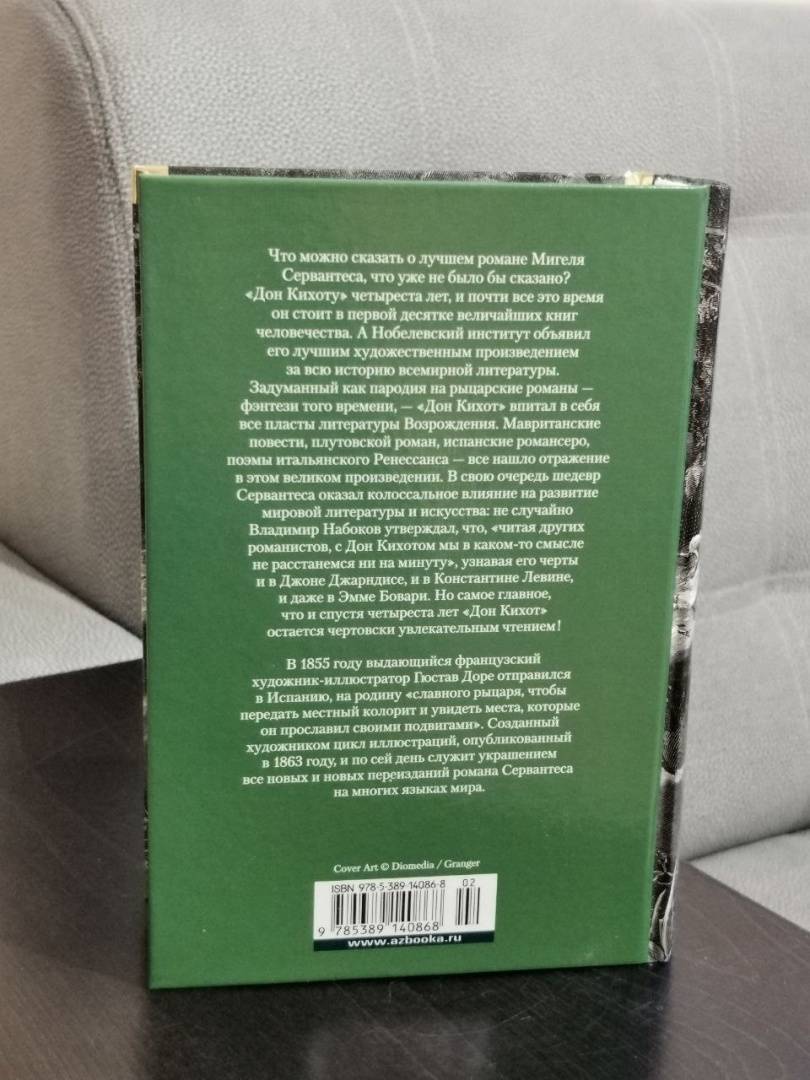 Что можно сказать о лучшем романе Мигеля
Сервантеса, что уже не было бы сказано?
«Дон Кихоту» четыреста лет, и почти все это время
он стоит в первой десятке величайших книг
человечества. А Нобелевский институт объявил
его лучшим художественным произведением
за всю историю всемирной литературы.
Задуманный как пародия на рыцарские романы —
фэнтези того времени, — «Дон Кихот» впитал в себя
все пласты литературы Возрождения. Мавританские
повести, плутовской роман, испанские романсеро,
поэмы итальянского Ренессанса — все нашло отражение
в этом великом произведении. В свою очередь шедевр
Сервантеса оказал колоссальное влияние на развитие
мировой литературы и искусства: не случайно
Владимир Набоков утверждал, что, «читая других
романистов, с Дон Кихотом мы в каком-то смысле
не расстанемся ни на минуту», узнавая его черты
и в Джоне Джарндисе, и в Константине Левине,
и даже в Эмме Бовари. Но самое главное,
что и спустя четыреста лет «Дон Кихот»
остается чертовски увлекательным чтением!
В 1855 году выдающийся французский
художник-иллюстратор Гюстав Доре отправился
в Испанию, на родину «славного рыцаря, чтобы
передать местный колорит и увидеть места, которые
он прославил своими подвигами». Созданный
художником цикл иллюстраций, опубликованный
в 1863 году, и по сей день служит украшением
все новых и новых переизданий романа Сервантеса
на многих языках мира.
Cover Art © Diomedia / Granger
ISBN 978-5-389-14086-8 02
9 785389 140868
www.azbooka.ru